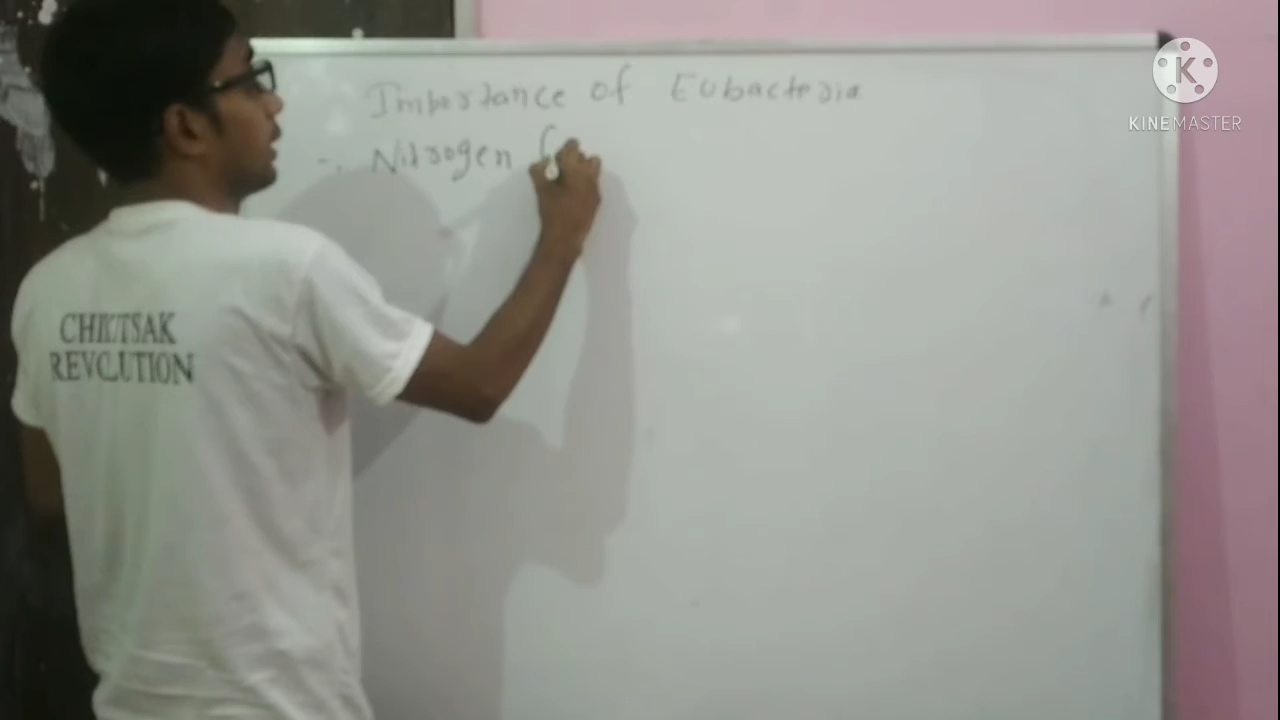 Importance of Eubacteria
Nitrogen f
CHIKITSAK
REVOLUTION
KINEMASTER